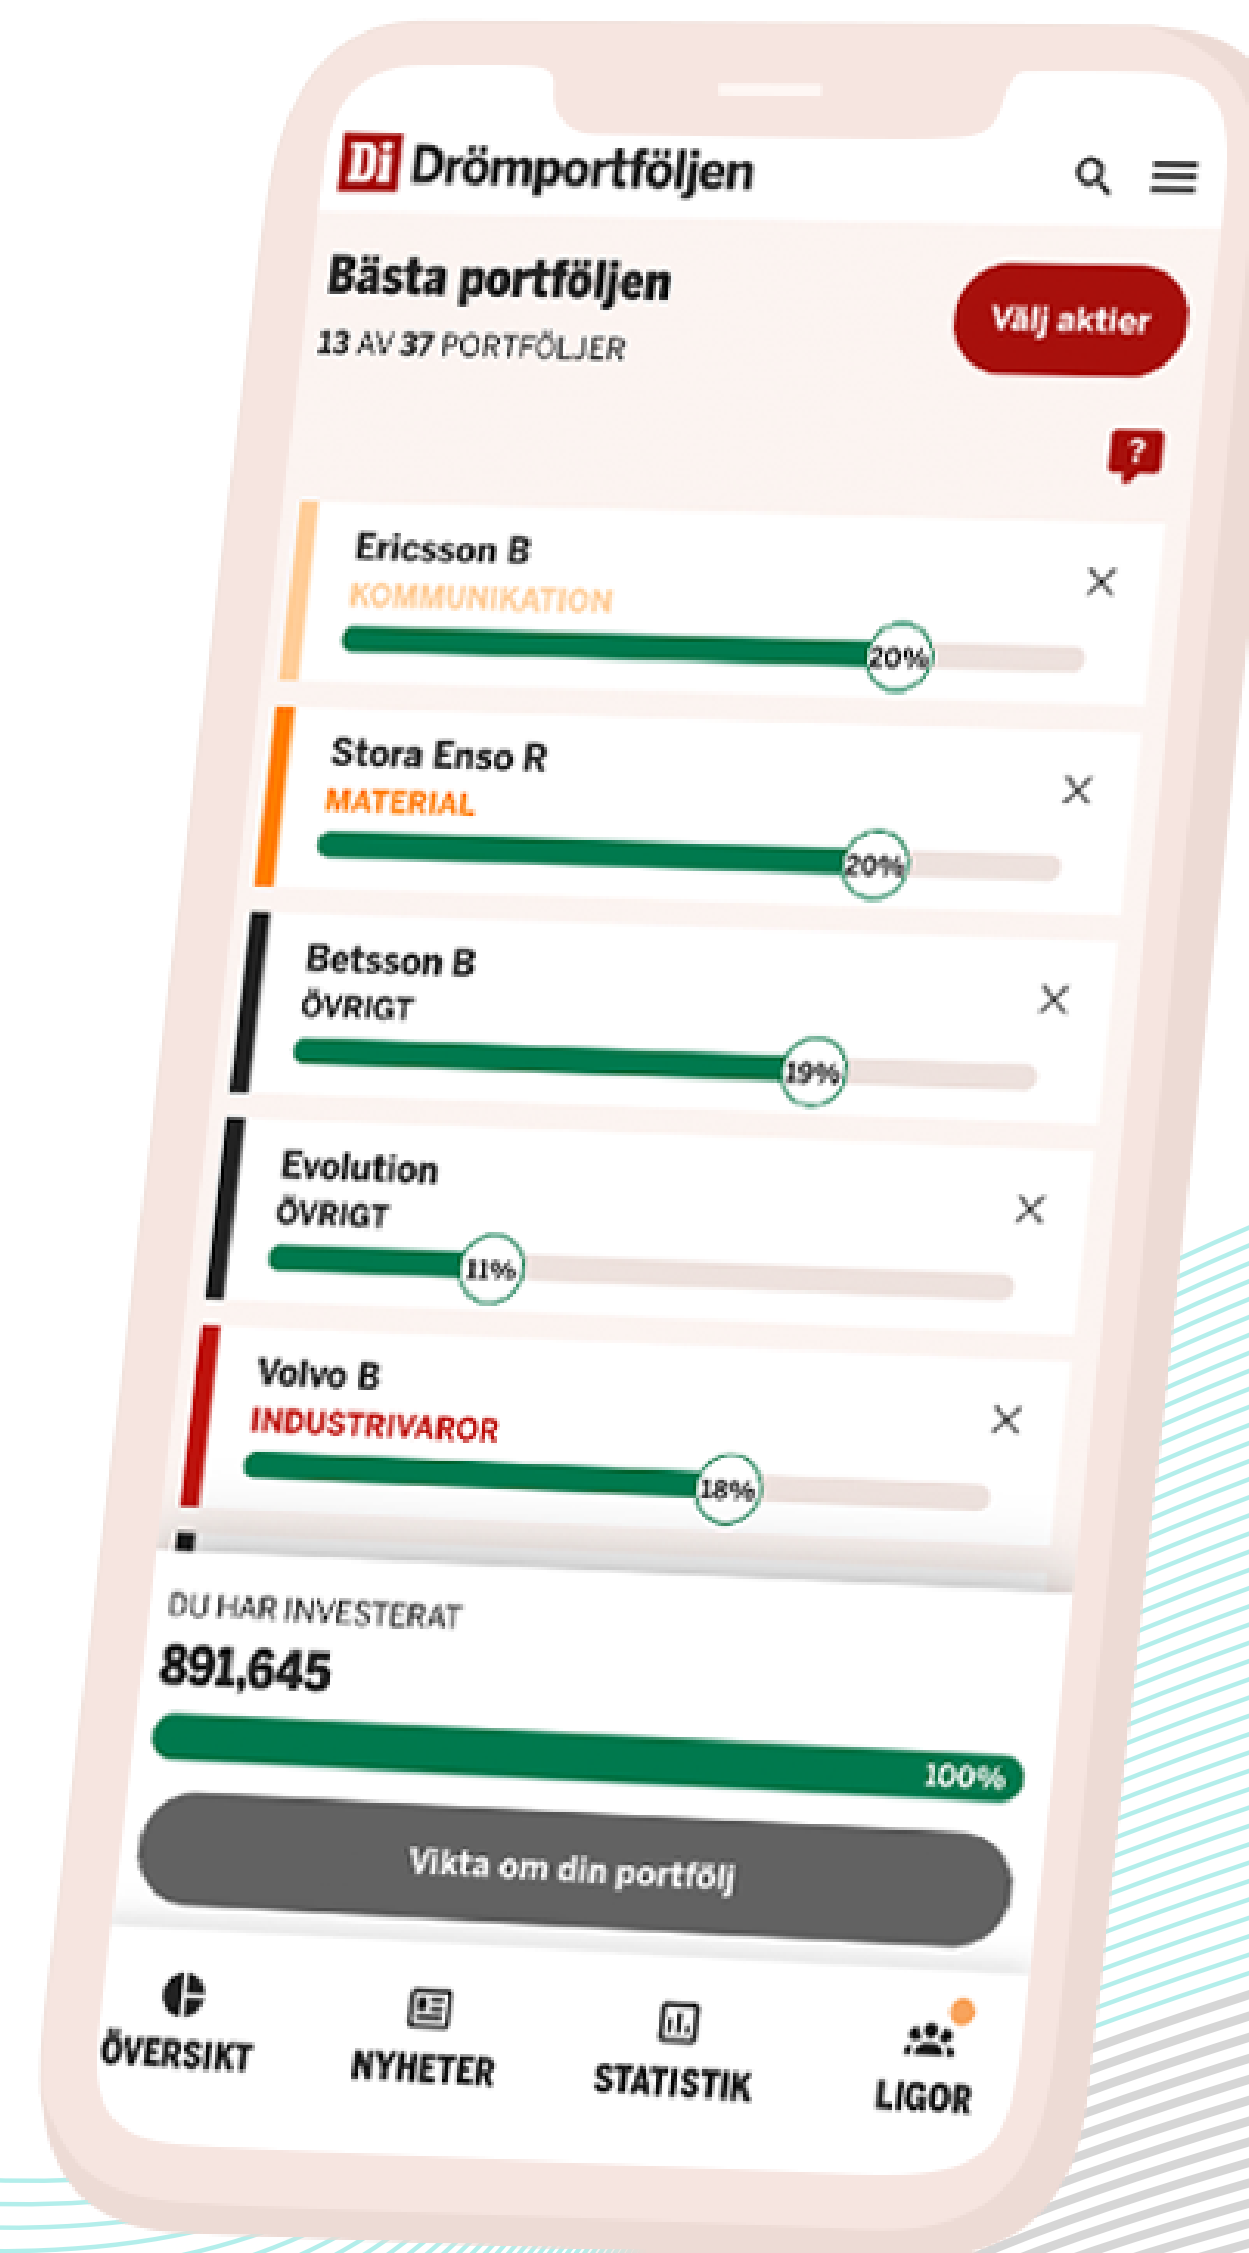 Di Drömportföljen
Bästa portföljen
Välj aktier
13 AV 37 PORTFÖLJER
?
Ericsson B
KOMMUNIKATION
20%
Stora Enso R
MATERIAL
20%
Betsson B
ÖVRIGT
19%
Evolution
ÖVRIGT
11%
Volvo B
INDUSTRIVAROR
18%
DU HAR INVESTERAT
891,645
100%
Vikta om din portfölj
ÖVERSIKT
NYHETER
STATISTIK
LIGOR